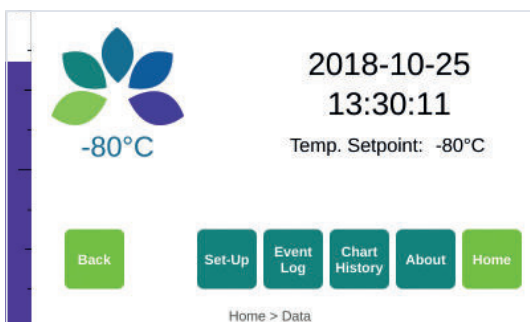 2018-10-25
13:30:11
-80°C
Temp. Setpoint: -80°C
Back
Set-Up
Event
Log
Chart
History
About
Home
Home > Data